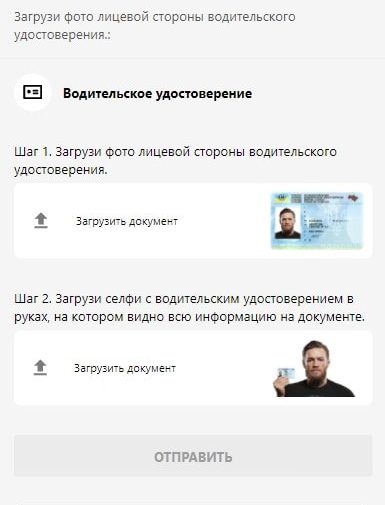 Загрузи фото лицевой стороны водительского
удостоверения.:
Водительское удостоверение
Шаг 1. Загрузи фото лицевой стороны водительского
удостоверения.
Загрузить документ
Шаг 2. Загрузи селфи с водительским удостоверением в
руках, на котором видно всю информацию на документе.
Загрузить документ
ОТПРАВИТЬ